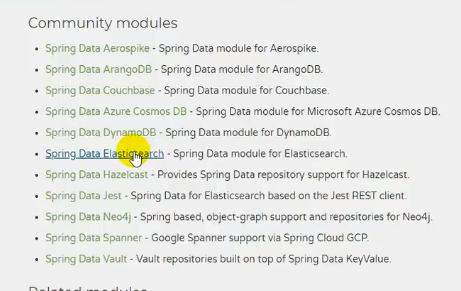 Community modules
• Spring Data Aerospike - Spring Data module for Aerospike.
• Spring Data ArangoDB - Spring Data module for ArangoDB.
• Spring Data Couchbase - Spring Data module for Couchbase.
• Spring Data Azure Cosmos DB - Spring Data module for Microsoft Azure Cosmos DB.
• Spring Data DynamoDB - Spring Data module for DynamoDB.
• Spring Data Elasticsearch - Spring Data module for Elasticsearch.
• Spring Data Hazelcast - Provides Spring Data repository support for Hazelcast.
• Spring Data Jest - Spring Data for Elasticsearch based on the Jest REST client.
• Spring Data Neo4j - Spring based, object-graph support and repositories for Neo4j.
• Spring Data Spanner - Google Spanner support via Spring Cloud GCP.
• Spring Data Vault - Vault repositories built on top of Spring Data KeyValue.
Related modules